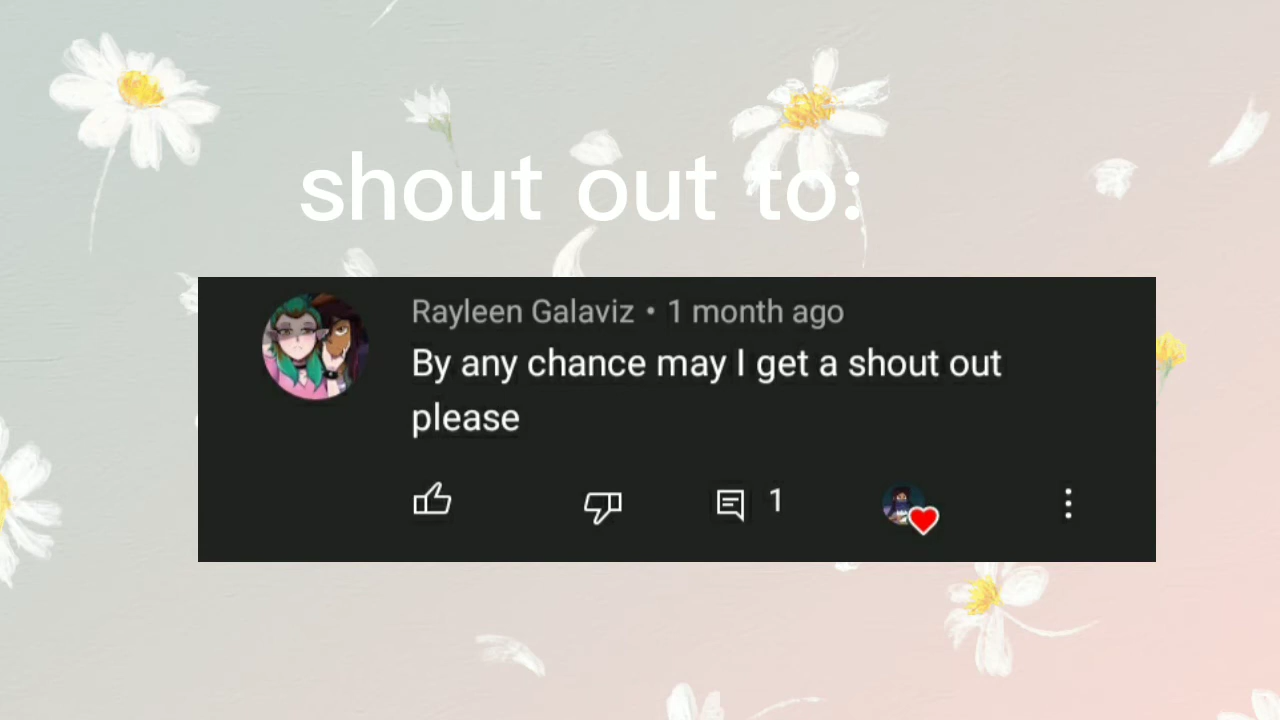 shout out to:
Rayleen Galaviz • 1 month ago
By any chance may I get a shout out
please
1